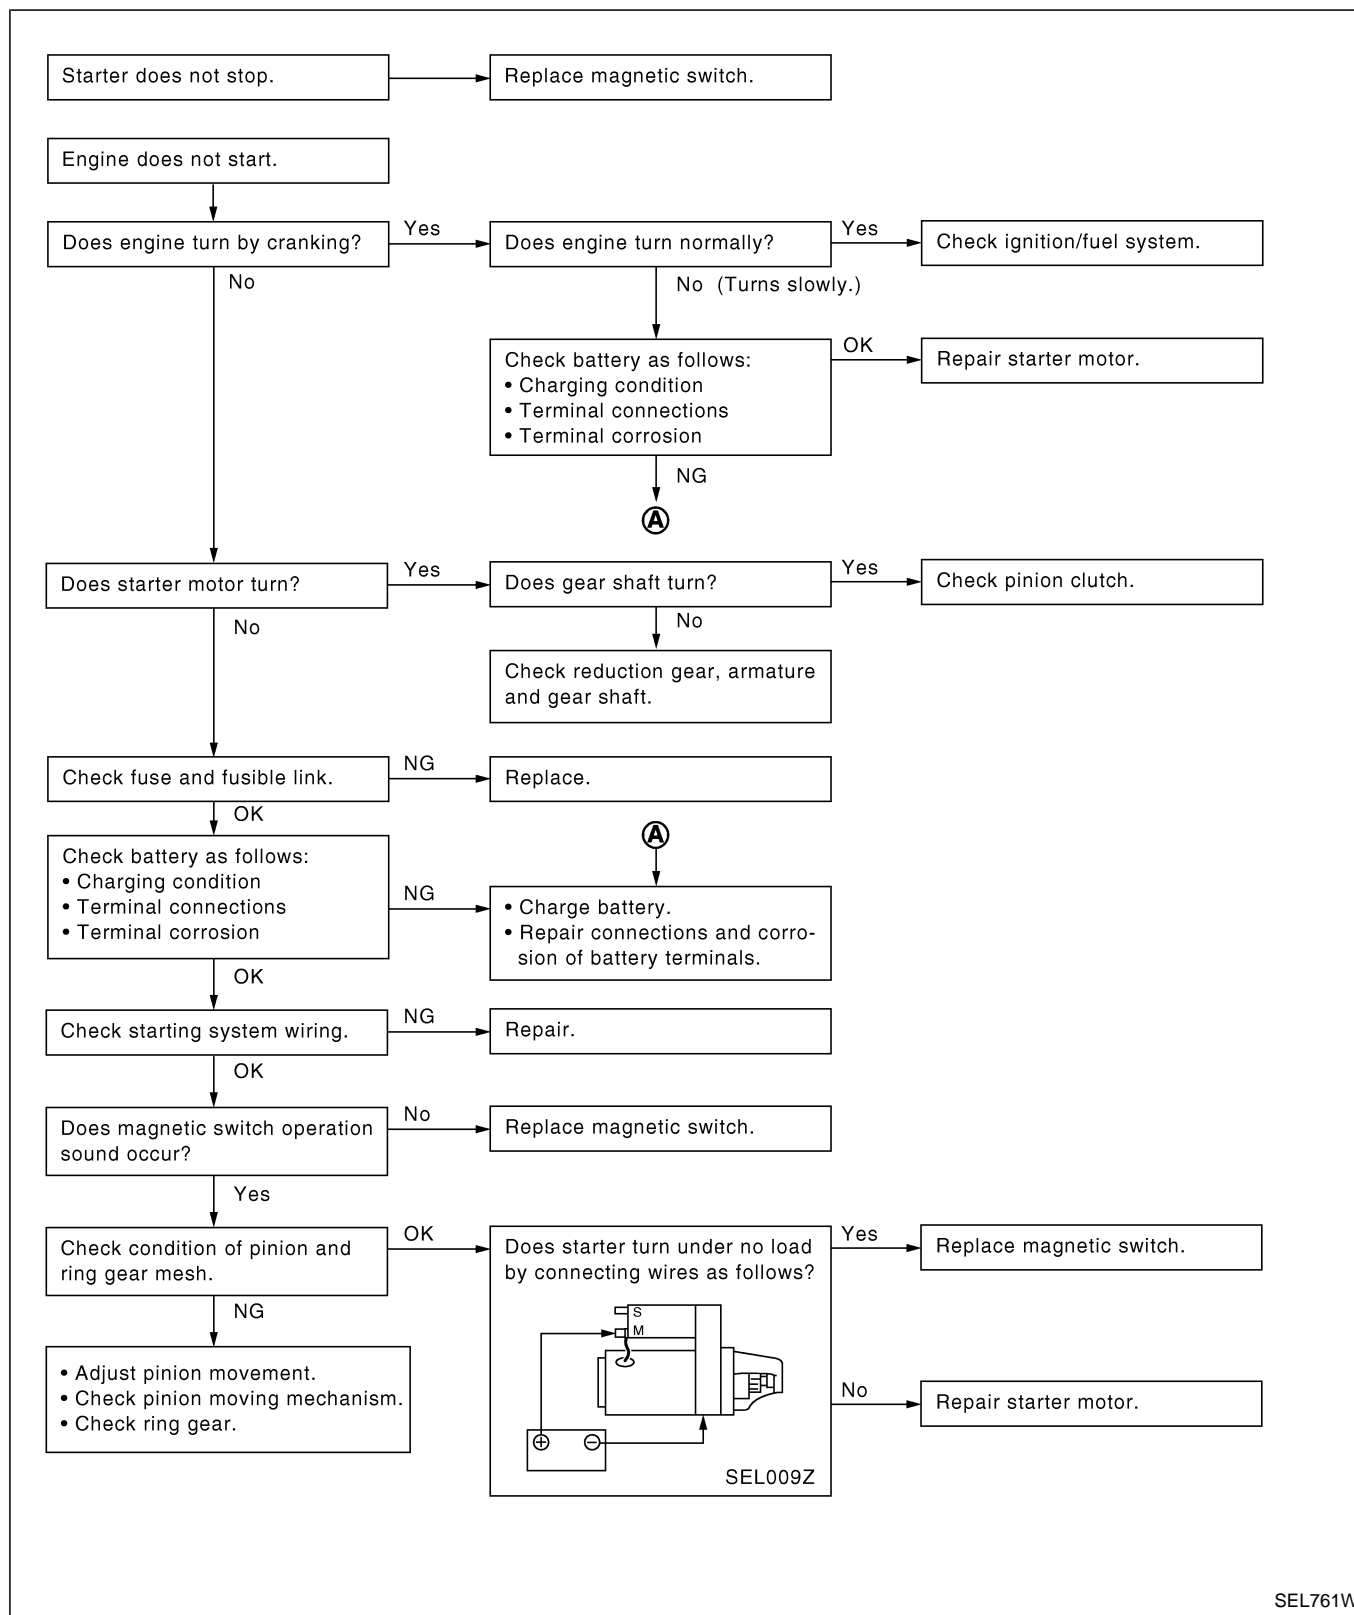 Starter does not stop.
Replace magnetic switch.
Engine does not start.
Does engine turn by cranking?
Yes
Does engine turn normally?
Yes
Check ignition/fuel system.
No
No (Turns slowly.)
Check battery as follows:
• Charging condition
• Terminal connections
• Terminal corrosion
OK
Repair starter motor.
NG
A
Does starter motor turn?
Yes
Does gear shaft turn?
Yes
Check pinion clutch.
No
No
Check reduction gear, armature
and gear shaft.
Check fuse and fusible link.
NG
Replace.
OK
A
Check battery as follows:
• Charging condition
• Terminal connections
• Terminal corrosion
NG
• Charge battery.
• Repair connections and corro-
sion of battery terminals.
OK
Check starting system wiring.
NG
Repair.
OK
Does magnetic switch operation
sound occur?
No
Replace magnetic switch.
Yes
Check condition of pinion and
ring gear mesh.
OK
Does starter turn under no load
by connecting wires as follows?
Yes
Replace magnetic switch.
NG
S
M
• Adjust pinion movement.
• Check pinion moving mechanism.
• Check ring gear.
No
Repair starter motor.
+ −
SEL009Z
SEL761W